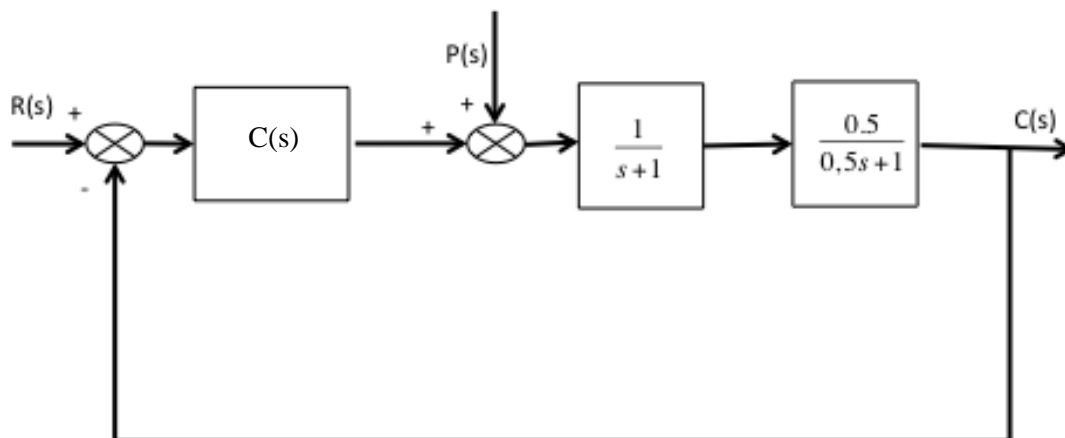 P(s)
R(s)
+
+
C(s)
+
1
s+1
0.5
0,5s+1
C(s)
-